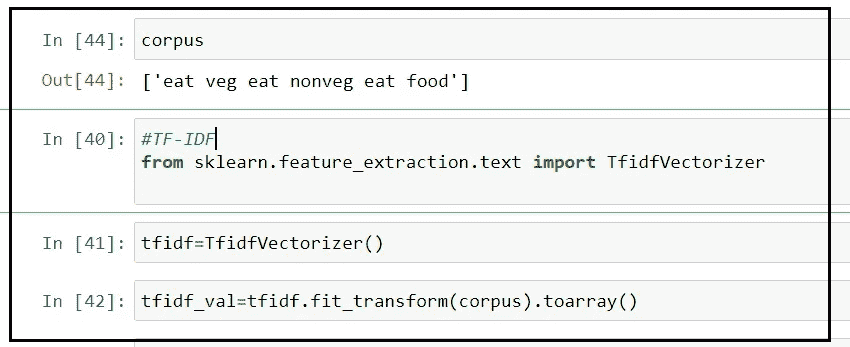 In [44]: corpus
Out[44]: ['eat veg eat nonveg eat food']
In [40]: #TF-IDF
from sklearn.feature_extraction.text import TfidfVectorizer
In [41]: tfidf=TfidfVectorizer()
In [42]: tfidf_val=tfidf.fit_transform(corpus).toarray()